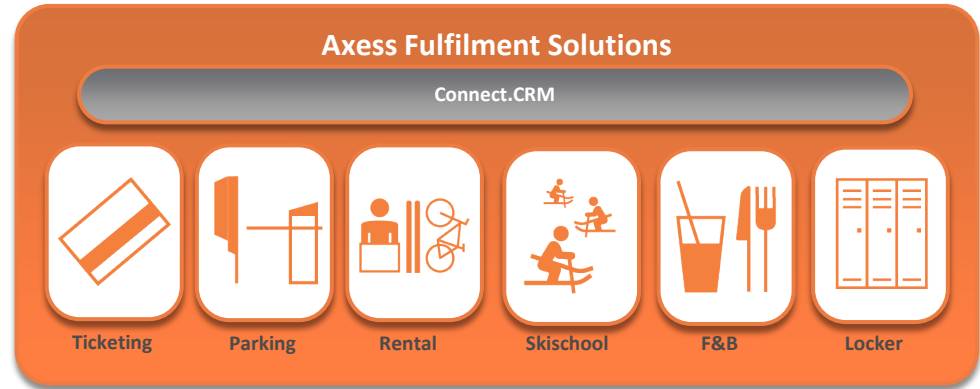 Axess Fulfilment Solutions
Connect.CRM
Ticketing
Parking
Rental
Skischool
F&B
Locker